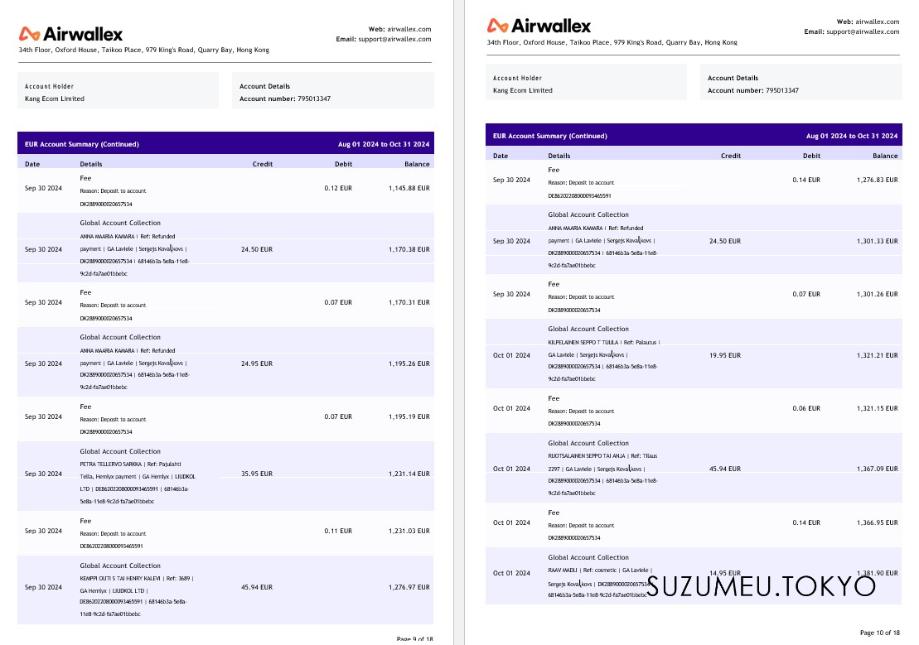 Airwallex
Web: airwallex.com
Email: support@airwallex.com
34th Floor, Oxford House, Taikoo Place, 979 King's Road, Quarry Bay, Hong Kong
Account Holder
Kang Ecom Limited
Account Details
Account number: 795013347
EUR Account Summary (Continued) Aug 01 2024 to Oct 31 2024
Date Details Credit Debit Balance
Fee
Reason: Deposit to account
DK2889000020657534
Sep 30 2024 0.12 EUR 1,145.88 EUR
Global Account Collection
ANNA MAARIA KAMARA | Ref: Refunded
payment | GA Laviele | Sergejs Kovaļkovs |
DK2889000020657534 | 68146b3a-5e8a-11e8-
9c2d-fa7ae01bbebc
Sep 30 2024 24.50 EUR 1,170.38 EUR
Fee
Reason: Deposit to account
DK2889000020657534
Sep 30 2024 0.07 EUR 1,170.31 EUR
Global Account Collection
ANNA MAARIA KAMARA | Ref: Refunded
payment | GA Laviele | Sergejs Kovaļkovs |
DK2889000020657534 | 68146b3a-5e8a-11e8-
9c2d-fa7ae01bbebc
Sep 30 2024 24.95 EUR 1,195.26 EUR
Fee
Reason: Deposit to account
DK2889000020657534
Sep 30 2024 0.07 EUR 1,195.19 EUR
Global Account Collection
PETRA TELLERVO SARKKA | Ref: Pajulahti
Telia, Hemlyx payment | GA Hemlyx | LIUDKOL
LTD | DE86202208000093465591 | 68146b3a-
5e8a-11e8-9c2d-fa7ae01bbebc
Sep 30 2024 35.95 EUR 1,231.14 EUR
Fee
Reason: Deposit to account
DE86202208000093465591
Sep 30 2024 0.11 EUR 1,231.03 EUR
Global Account Collection
KEMPPI OUTI S TAI HENRY KALEVI | Ref: 3689 |
GA Hemlyx | LIUDKOL LTD |
DE86202208000093465591 | 68146b3a-5e8a-
11e8-9c2d-fa7ae01bbebc
Sep 30 2024 45.94 EUR 1,276.97 EUR
Page 9 of 18
Airwallex
Web: airwallex.com
Email: support@airwallex.com
34th Floor, Oxford House, Taikoo Place, 979 King's Road, Quarry Bay, Hong Kong
Account Holder
Kang Ecom Limited
Account Details
Account number: 795013347
EUR Account Summary (Continued) Aug 01 2024 to Oct 31 2024
Date Details Credit Debit Balance
Fee
Reason: Deposit to account
DE86202208000093465591
Sep 30 2024 0.14 EUR 1,276.83 EUR
Global Account Collection
ANNA MAARIA KAMARA | Ref: Refunded
payment | GA Laviele | Sergejs Kovaļkovs |
DK2889000020657534 | 68146b3a-5e8a-11e8-
9c2d-fa7ae01bbebc
Sep 30 2024 24.50 EUR 1,301.33 EUR
Fee
Reason: Deposit to account
DK2889000020657534
Sep 30 2024 0.07 EUR 1,301.26 EUR
Global Account Collection
KILPELAINEN SEPPO T TUULA | Ref: Palautus |
GA Laviele | Sergejs Kovaļkovs |
DK2889000020657534 | 68146b3a-5e8a-11e8-
9c2d-fa7ae01bbebc
Oct 01 2024 19.95 EUR 1,321.21 EUR
Fee
Reason: Deposit to account
DK2889000020657534
Oct 01 2024 0.06 EUR 1,321.15 EUR
Global Account Collection
RUOTSALAINEN SEPPO TAI ANJA | Ref: Tilaus
2297 | GA Laviele | Sergejs Kovaļkovs |
DK2889000020657534 | 68146b3a-5e8a-11e8-
9c2d-fa7ae01bbebc
Oct 01 2024 45.94 EUR 1,367.09 EUR
Fee
Reason: Deposit to account
DK2889000020657534
Oct 01 2024 0.14 EUR 1,366.95 EUR
Global Account Collection
RAAV MAIDU | Ref: cosmetic | GA Laviele |
Sergejs Kovaļkovs | DK2889000020657534 |
68146b3a-5e8a-11e8-9c2d-fa7ae01bbebc
Oct 01 2024 14.95 EUR 1,381.90 EUR
SUZUMEU.TOKYO
Page 10 of 18